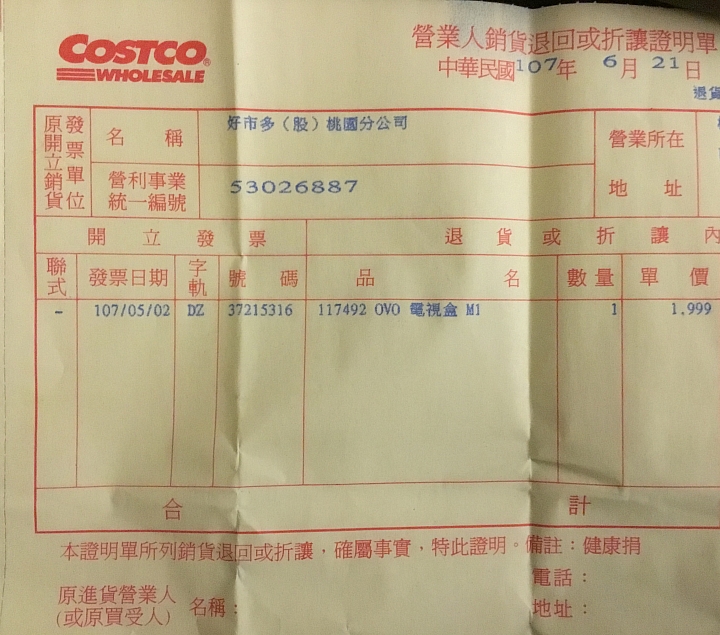 COSTCO
WHOLESALE
營業人銷貨退回或折讓證明單
中華民國107年 6月 21日
原開立銷貨發票單位
名 稱 好市多(股)桃園分公司
營業所在
地 址
營利事業統一編號 53026887
開立發票 退貨或折讓內
聯式 發票日期 字軌 號碼 品名 數量 單價
- 107/05/02 DZ 37215316 117492 OVO 電視盒 M1 1 1,999
合 計
本證明單所列銷貨退回或折讓,確屬事實,特此證明。備註:健康捐
電話:
原進貨營業人
(或原買受人) 名稱: 地址: